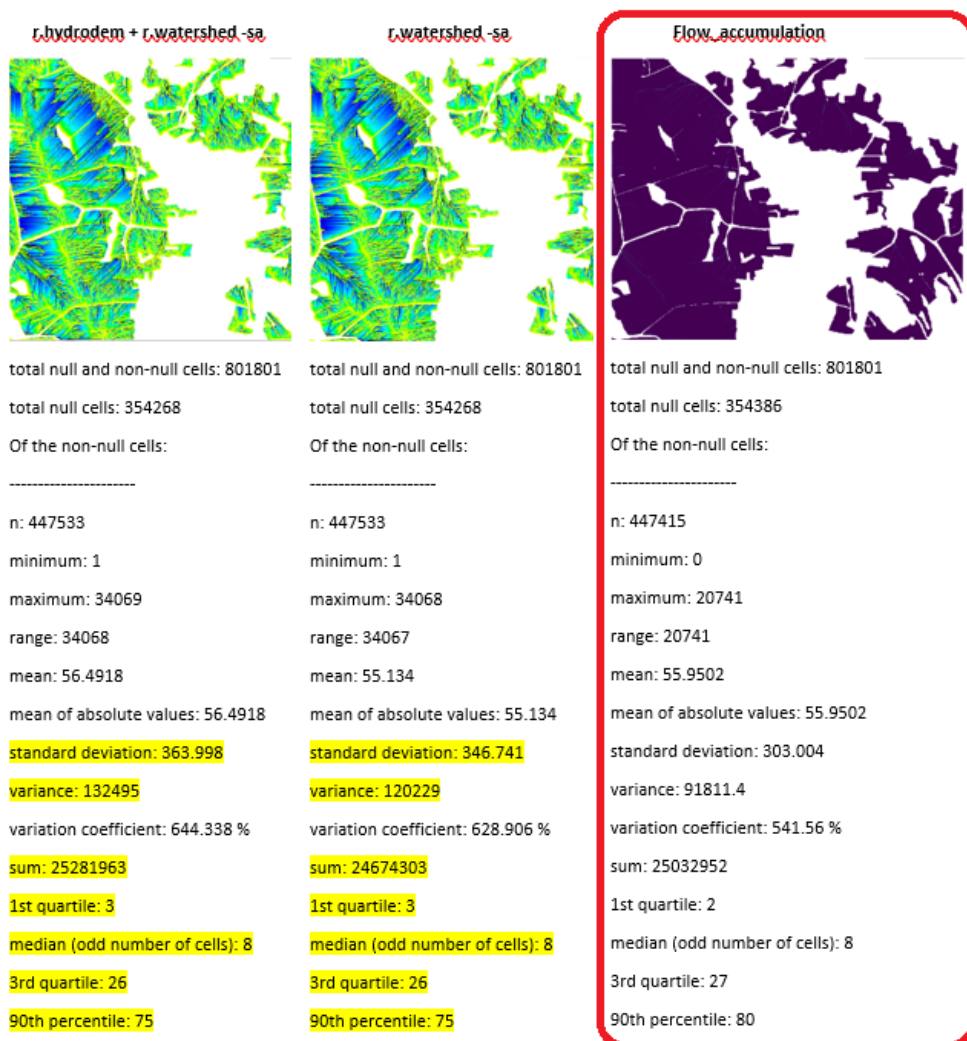 r.hydrodem + r.watershed -sa
total null and non-null cells: 801801
total null cells: 354268
Of the non-null cells:
----------------------
n: 447533
minimum: 1
maximum: 34069
range: 34068
mean: 56.4918
mean of absolute values: 56.4918
standard deviation: 363.998
variance: 132495
variation coefficient: 644.338 %
sum: 25281963
1st quartile: 3
median (odd number of cells): 8
3rd quartile: 26
90th percentile: 75
r.watershed -sa
total null and non-null cells: 801801
total null cells: 354268
Of the non-null cells:
----------------------
n: 447533
minimum: 1
maximum: 34068
range: 34067
mean: 55.134
mean of absolute values: 55.134
standard deviation: 346.741
variance: 120229
variation coefficient: 628.906 %
sum: 24674303
1st quartile: 3
median (odd number of cells): 8
3rd quartile: 26
90th percentile: 75
Flow_accumulation
total null and non-null cells: 801801
total null cells: 354386
Of the non-null cells:
----------------------
n: 447415
minimum: 0
maximum: 20741
range: 20741
mean: 55.9502
mean of absolute values: 55.9502
standard deviation: 303.004
variance: 91811.4
variation coefficient: 541.56 %
sum: 25032952
1st quartile: 2
median (odd number of cells): 8
3rd quartile: 27
90th percentile: 80